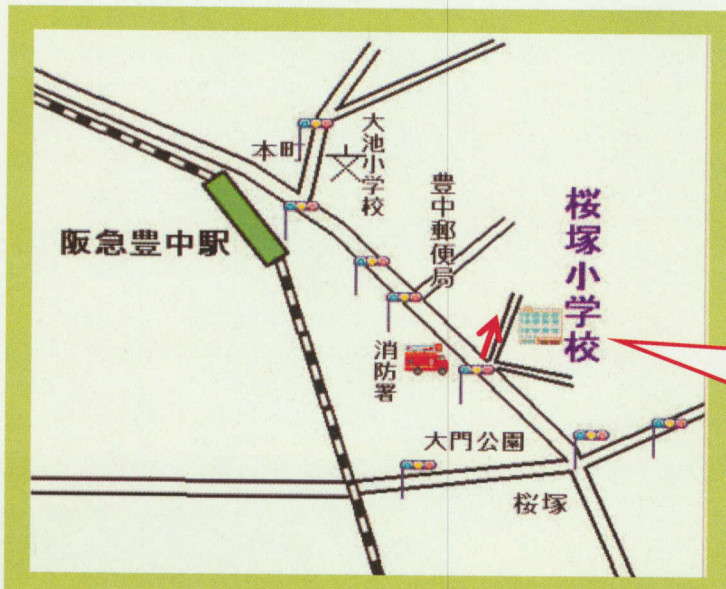 本町
大池小学校
豊中郵便局
桜塚小学校
阪急豊中駅
消防署
大門公園
桜塚